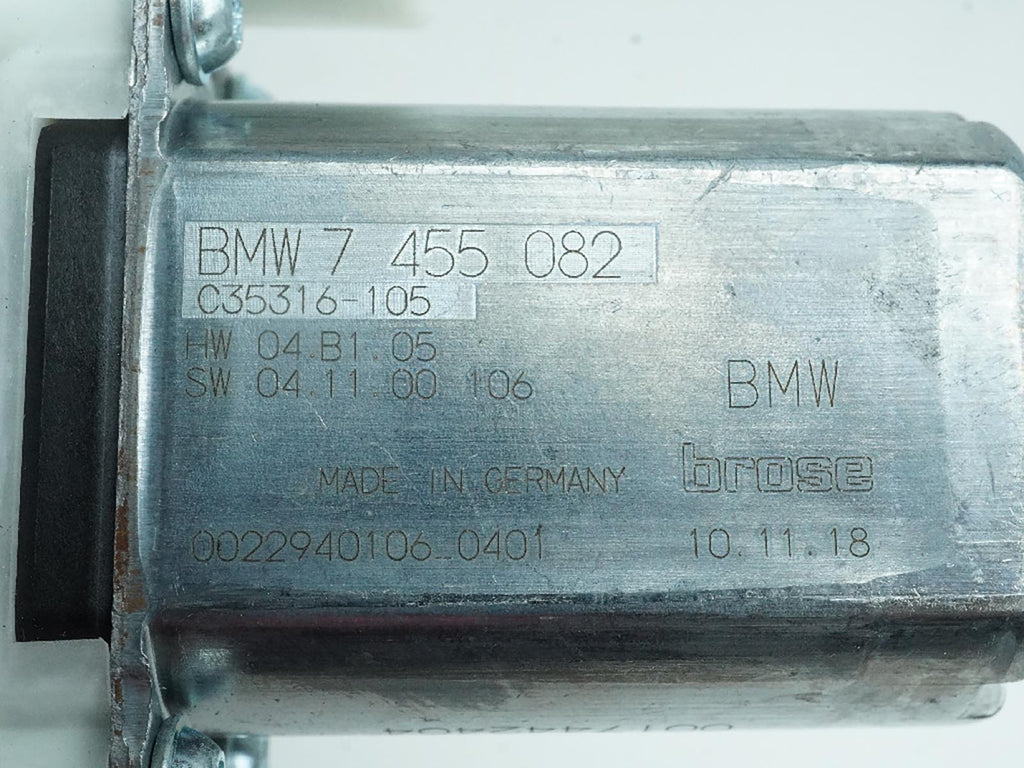 BMW 7 455 082
C35316-105
HW 04.B1.05
SW 04.11.00 106
BMW
MADE IN GERMANY
brose
0022940106_0401
10.11.18